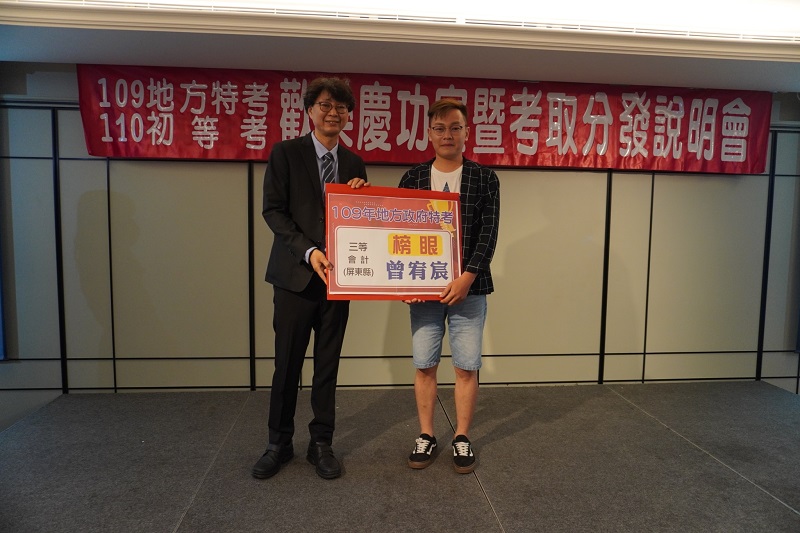 109地方特考
110初等考
歡樂慶功宴暨考取分發說明會
109年地方政府特考
三等
會計
(屏東縣)
榜眼
曾宥宸